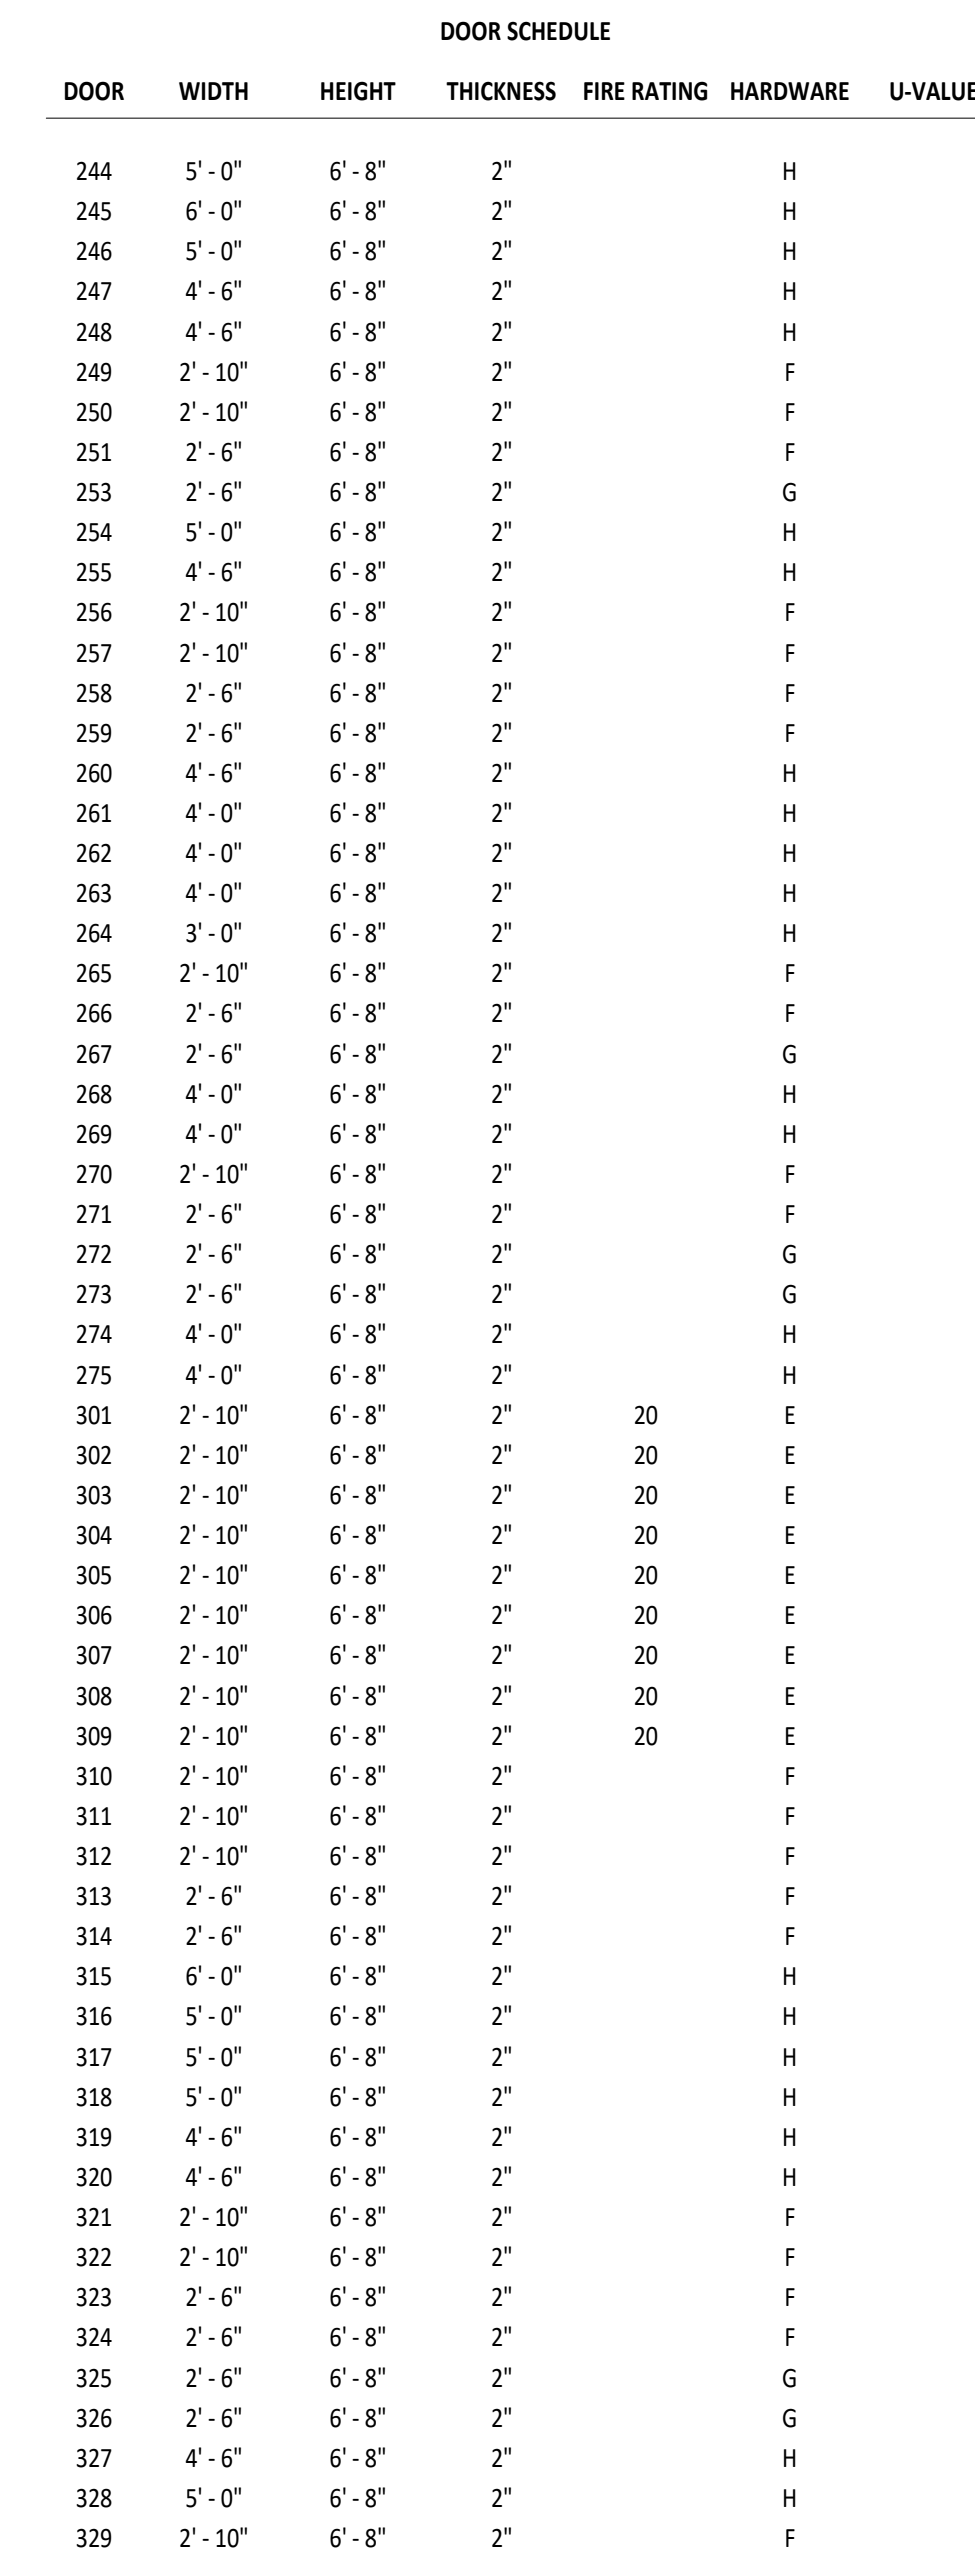 DOOR SCHEDULE
DOOR WIDTH HEIGHT THICKNESS FIRE RATING HARDWARE U-VALUE
244 5' - 0" 6' - 8" 2" H
245 6' - 0" 6' - 8" 2" H
246 5' - 0" 6' - 8" 2" H
247 4' - 6" 6' - 8" 2" H
248 4' - 6" 6' - 8" 2" H
249 2' - 10" 6' - 8" 2" F
250 2' - 10" 6' - 8" 2" F
251 2' - 6" 6' - 8" 2" F
253 2' - 6" 6' - 8" 2" G
254 5' - 0" 6' - 8" 2" H
255 4' - 6" 6' - 8" 2" H
256 2' - 10" 6' - 8" 2" F
257 2' - 10" 6' - 8" 2" F
258 2' - 6" 6' - 8" 2" F
259 2' - 6" 6' - 8" 2" F
260 4' - 6" 6' - 8" 2" H
261 4' - 0" 6' - 8" 2" H
262 4' - 0" 6' - 8" 2" H
263 4' - 0" 6' - 8" 2" H
264 3' - 0" 6' - 8" 2" H
265 2' - 10" 6' - 8" 2" F
266 2' - 6" 6' - 8" 2" F
267 2' - 6" 6' - 8" 2" G
268 4' - 0" 6' - 8" 2" H
269 4' - 0" 6' - 8" 2" H
270 2' - 10" 6' - 8" 2" F
271 2' - 6" 6' - 8" 2" F
272 2' - 6" 6' - 8" 2" G
273 2' - 6" 6' - 8" 2" G
274 4' - 0" 6' - 8" 2" H
275 4' - 0" 6' - 8" 2" H
301 2' - 10" 6' - 8" 2" 20 E
302 2' - 10" 6' - 8" 2" 20 E
303 2' - 10" 6' - 8" 2" 20 E
304 2' - 10" 6' - 8" 2" 20 E
305 2' - 10" 6' - 8" 2" 20 E
306 2' - 10" 6' - 8" 2" 20 E
307 2' - 10" 6' - 8" 2" 20 E
308 2' - 10" 6' - 8" 2" 20 E
309 2' - 10" 6' - 8" 2" 20 E
310 2' - 10" 6' - 8" 2" F
311 2' - 10" 6' - 8" 2" F
312 2' - 10" 6' - 8" 2" F
313 2' - 6" 6' - 8" 2" F
314 2' - 6" 6' - 8" 2" F
315 6' - 0" 6' - 8" 2" H
316 5' - 0" 6' - 8" 2" H
317 5' - 0" 6' - 8" 2" H
318 5' - 0" 6' - 8" 2" H
319 4' - 6" 6' - 8" 2" H
320 4' - 6" 6' - 8" 2" H
321 2' - 10" 6' - 8" 2" F
322 2' - 10" 6' - 8" 2" F
323 2' - 6" 6' - 8" 2" F
324 2' - 6" 6' - 8" 2" F
325 2' - 6" 6' - 8" 2" G
326 2' - 6" 6' - 8" 2" G
327 4' - 6" 6' - 8" 2" H
328 5' - 0" 6' - 8" 2" H
329 2' - 10" 6' - 8" 2" F